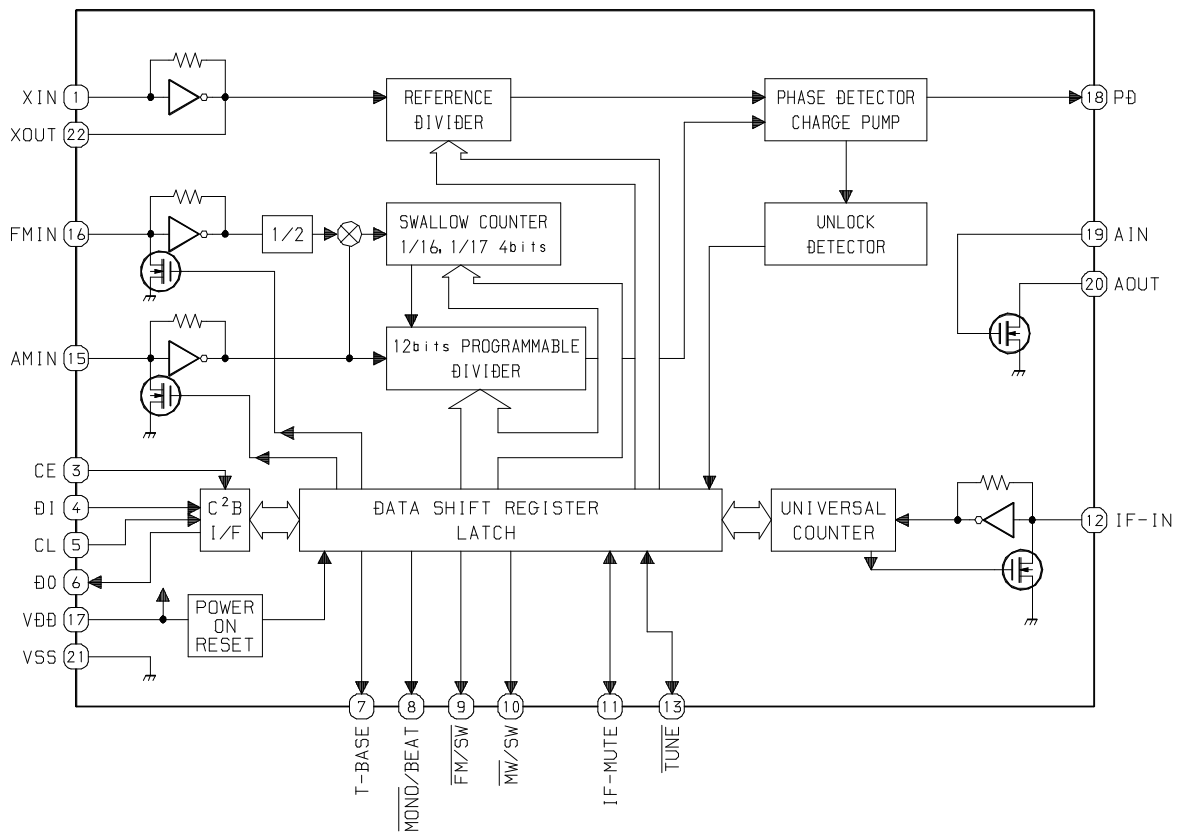 XIN 1
XOUT 22
REFERENCE
DIVIDER
PHASE DETECTOR
CHARGE PUMP
18 PD
FMIN 16
1/2
SWALLOW COUNTER
1/16, 1/17 4bits
UNLOCK
DETECTOR
19 AIN
20 AOUT
AMIN 15
12bits PROGRAMMABLE
DIVIDER
CE 3
DI 4
CL 5
DO 6
VDD 17
VSS 21
C²B
I/F
DATA SHIFT REGISTER
LATCH
UNIVERSAL
COUNTER
12 IF-IN
POWER
ON
RESET
7
8
9
10
11
13
T-BASE
MONO/BEAT
FM/SW
MW/SW
IF-MUTE
TUNE